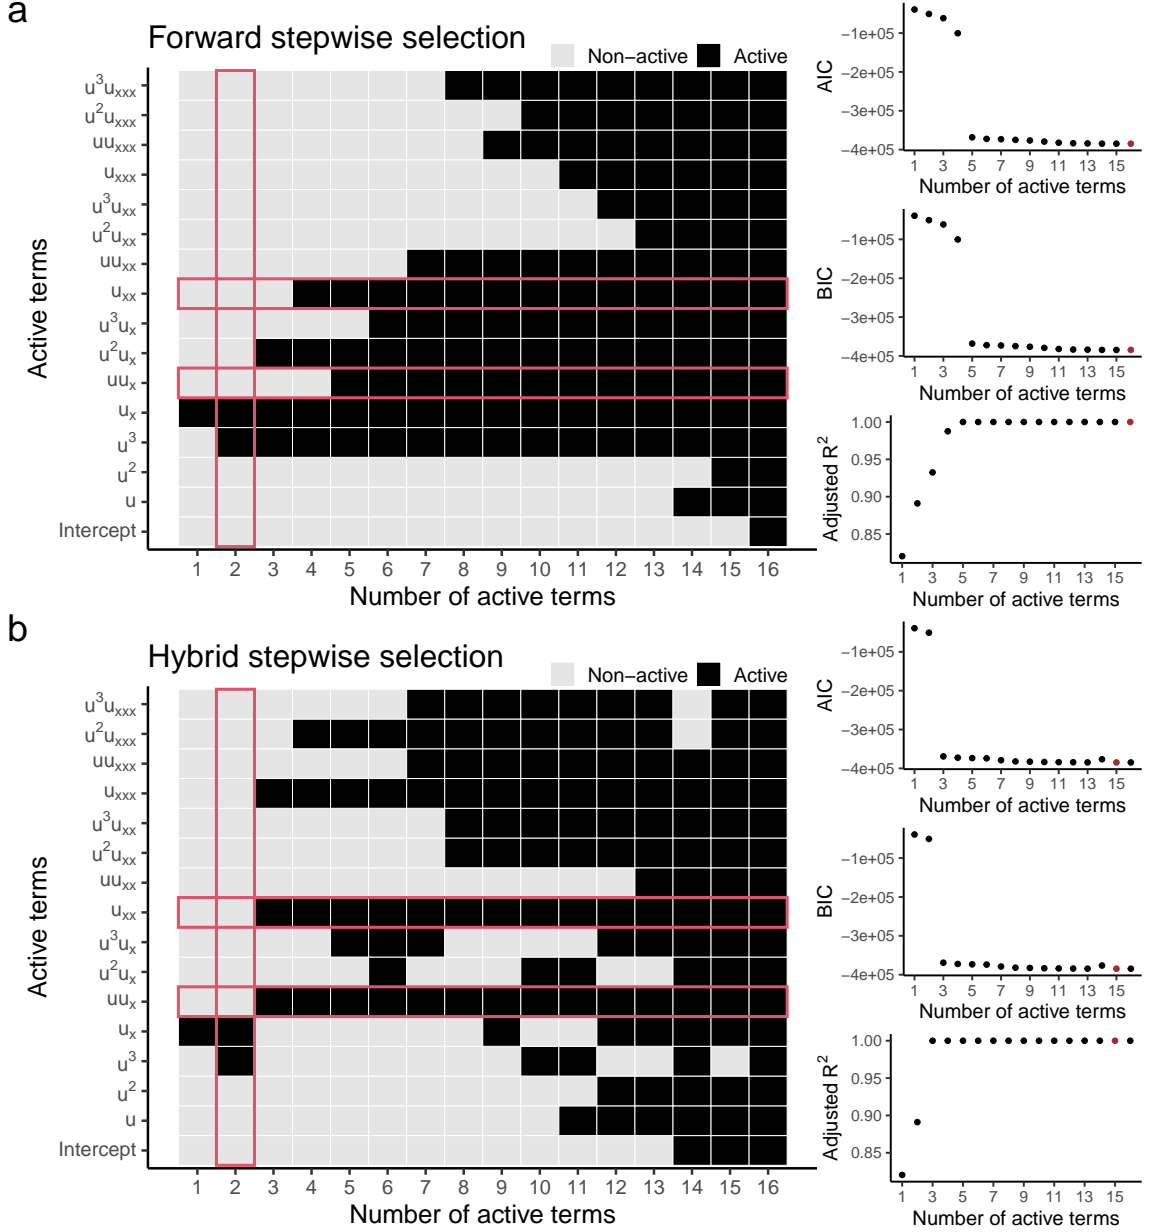 a
Forward stepwise selection
Non−active Active
Active terms
u³uₓₓₓ
u²uₓₓₓ
uuₓₓₓ
uₓₓₓ
u³uₓₓ
u²uₓₓ
uuₓₓ
uₓₓ
u³uₓ
u²uₓ
uuₓ
uₓ
u³
u²
u
Intercept
1 2 3 4 5 6 7 8 9 10 11 12 13 14 15 16
Number of active terms
AIC
−1e+05
−2e+05
−3e+05
−4e+05
1 3 5 7 9 11 13 15
Number of active terms
BIC
−1e+05
−2e+05
−3e+05
−4e+05
1 3 5 7 9 11 13 15
Number of active terms
Adjusted R²
1.00
0.95
0.90
0.85
1 3 5 7 9 11 13 15
Number of active terms
b
Hybrid stepwise selection
Non−active Active
Active terms
u³uₓₓₓ
u²uₓₓₓ
uuₓₓₓ
uₓₓₓ
u³uₓₓ
u²uₓₓ
uuₓₓ
uₓₓ
u³uₓ
u²uₓ
uuₓ
uₓ
u³
u²
u
Intercept
1 2 3 4 5 6 7 8 9 10 11 12 13 14 15 16
Number of active terms
AIC
−1e+05
−2e+05
−3e+05
−4e+05
1 3 5 7 9 11 13 15
Number of active terms
BIC
−1e+05
−2e+05
−3e+05
−4e+05
1 3 5 7 9 11 13 15
Number of active terms
Adjusted R²
1.00
0.95
0.90
0.85
1 3 5 7 9 11 13 15
Number of active terms